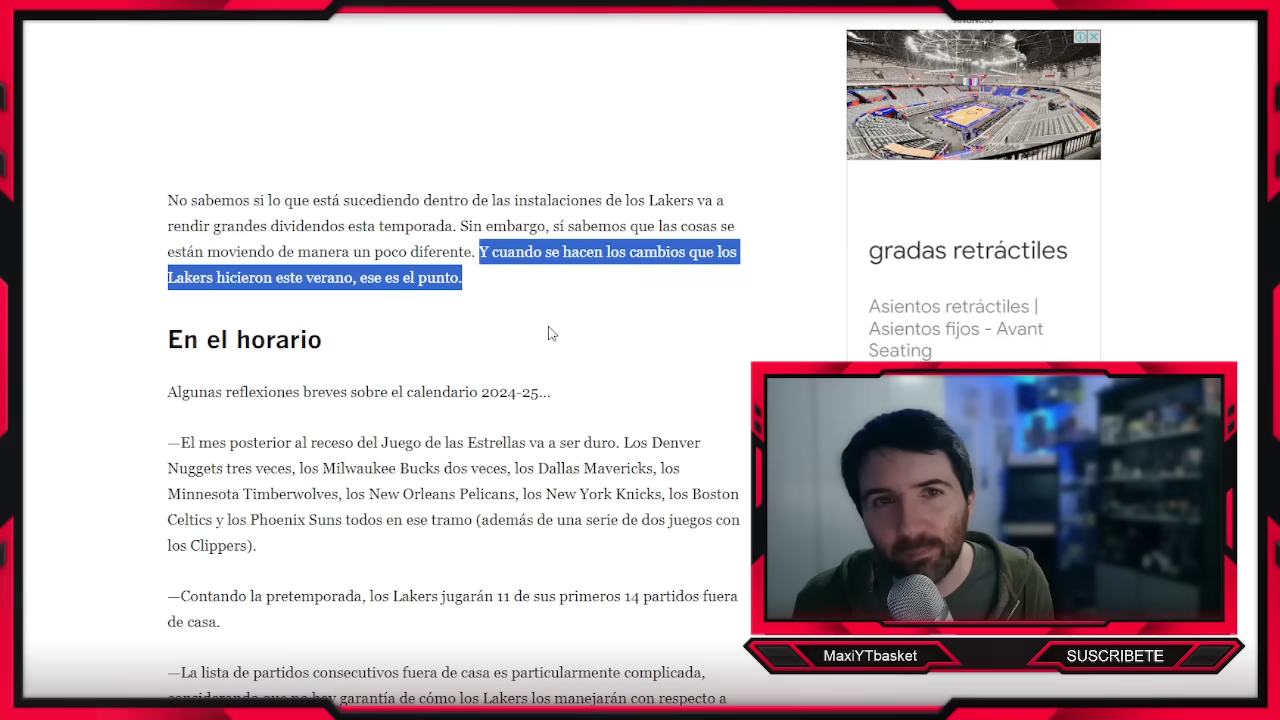 ANUNCIO
No sabemos si lo que está sucediendo dentro de las instalaciones de los Lakers va a
rendir grandes dividendos esta temporada. Sin embargo, sí sabemos que las cosas se
están moviendo de manera un poco diferente. Y cuando se hacen los cambios que los
Lakers hicieron este verano, ese es el punto.
En el horario
Algunas reflexiones breves sobre el calendario 2024-25...
—El mes posterior al receso del Juego de las Estrellas va a ser duro. Los Denver
Nuggets tres veces, los Milwaukee Bucks dos veces, los Dallas Mavericks, los
Minnesota Timberwolves, los New Orleans Pelicans, los New York Knicks, los Boston
Celtics y los Phoenix Suns todos en ese tramo (además de una serie de dos juegos con
los Clippers).
—Contando la pretemporada, los Lakers jugarán 11 de sus primeros 14 partidos fuera
de casa.
—La lista de partidos consecutivos fuera de casa es particularmente complicada,
considerando que no hay garantía de cómo los Lakers los manejarán con respecto a
gradas retráctiles
Asientos retráctiles |
Asientos fijos - Avant
Seating
MaxiYTbasket
SUSCRIBETE